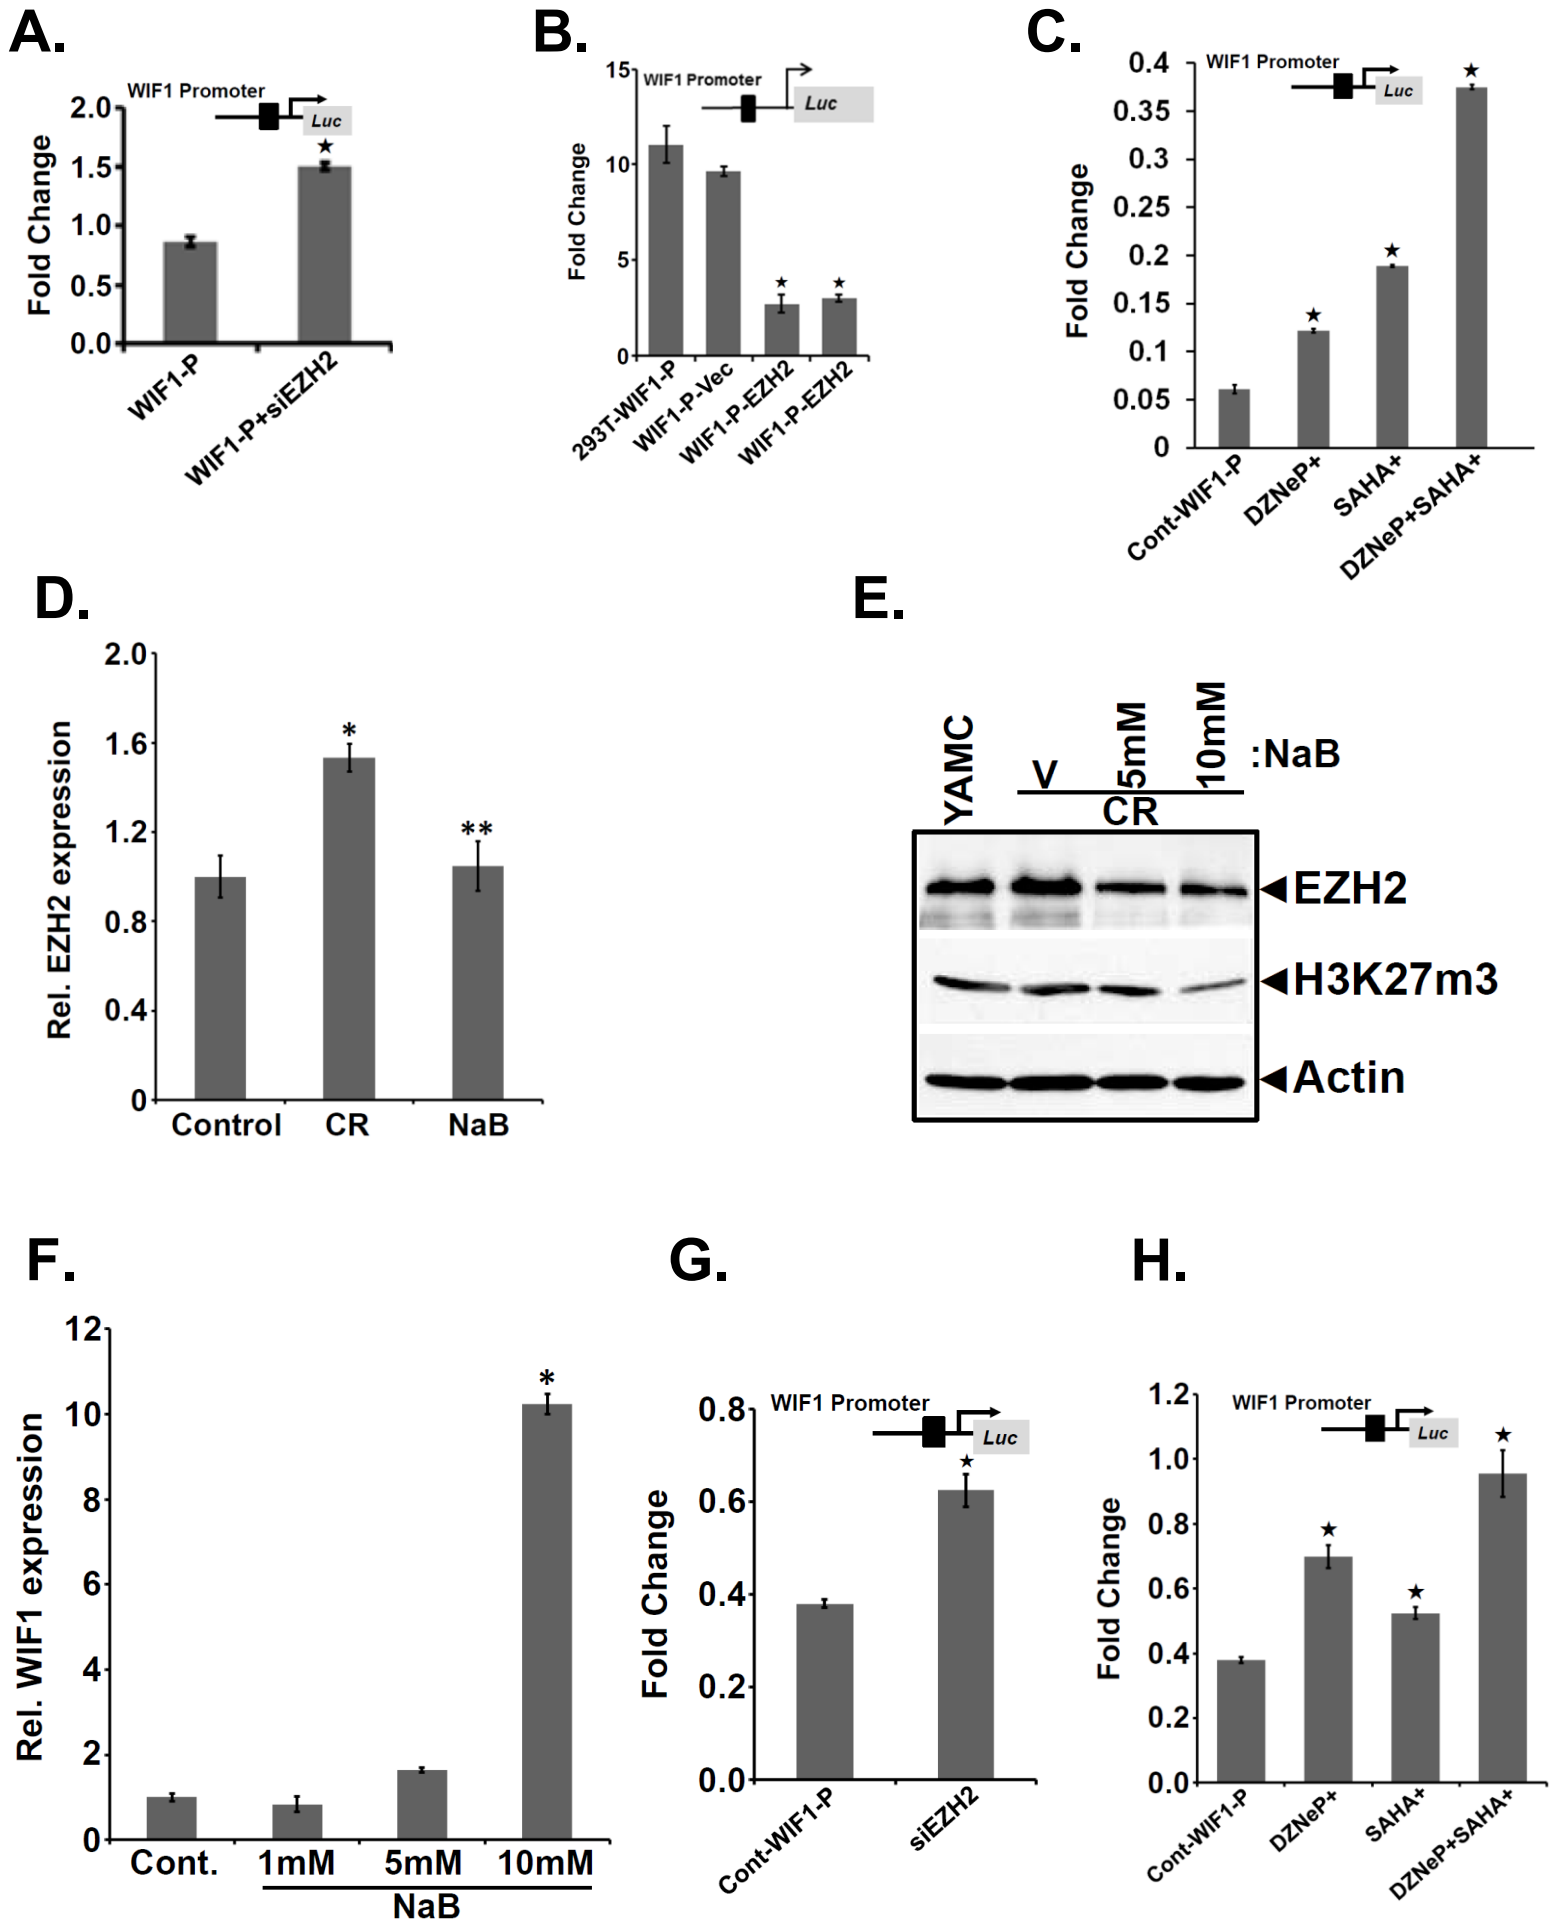 A.
WIF1 Promoter
Luc
Fold Change
2.0
1.5
1.0
0.5
0.0
★
WIF1-P
WIF1-P+siEZH2
B.
WIF1 Promoter
Luc
Fold Change
15
10
5
0
★
★
293T-WIF1-P
WIF1-P-Vec
WIF1-P-EZH2
WIF1-P-EZH2
C.
WIF1 Promoter
Luc
Fold Change
0.4
0.35
0.3
0.25
0.2
0.15
0.1
0.05
0
★
★
★
Cont-WIF1-P
DZNeP+
SAHA+
DZNeP+SAHA+
D.
Rel. EZH2 expression
2.0
1.6
1.2
0.8
0.4
0
*
**
Control
CR
NaB
E.
YAMC
V
5mM
10mM
:NaB
CR
EZH2
H3K27m3
Actin
F.
Rel. WIF1 expression
12
10
8
6
4
2
0
*
Cont.
1mM
5mM
10mM
NaB
G.
WIF1 Promoter
Luc
Fold Change
0.8
0.6
0.4
0.2
0.0
★
Cont-WIF1-P
siEZH2
H.
WIF1 Promoter
Luc
Fold Change
1.2
1.0
0.8
0.6
0.4
0.2
0.0
★
★
★
Cont-WIF1-P
DZNeP+
SAHA+
DZNeP+SAHA+